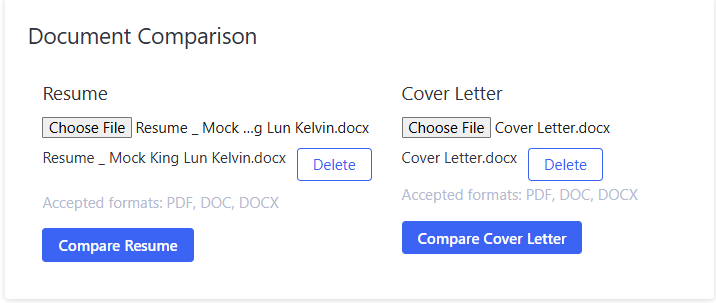 Document Comparison
Resume
Choose File Resume _ Mock ...g Lun Kelvin.docx
Resume _ Mock King Lun Kelvin.docx Delete
Accepted formats: PDF, DOC, DOCX
Compare Resume
Cover Letter
Choose File Cover Letter.docx
Cover Letter.docx Delete
Accepted formats: PDF, DOC, DOCX
Compare Cover Letter